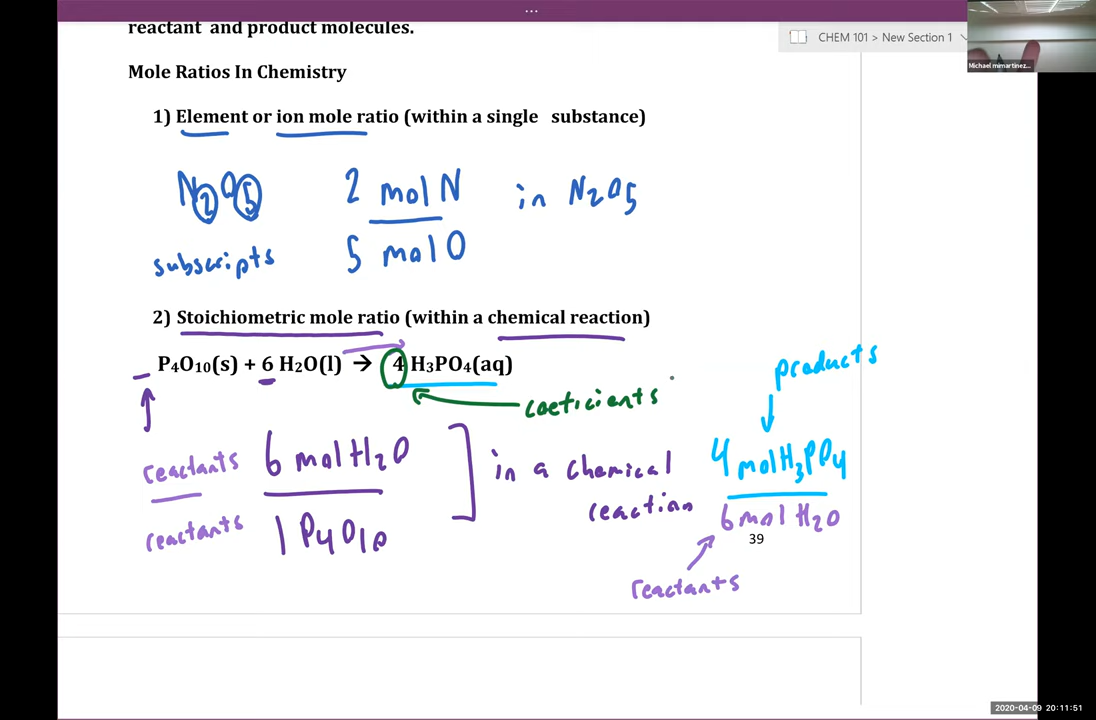 reactant and product molecules.
CHEM 101 > New Section 1
Michael mimartinez...
Mole Ratios In Chemistry
1) Element or ion mole ratio (within a single substance)
N2O5 2 mol N in N2O5
5 mol O
subscripts
2) Stoichiometric mole ratio (within a chemical reaction)
P4O10(s) + 6 H2O(l) → 4 H3PO4(aq)
products
coeficients
reactants 6 mol H2O ] in a chemical reaction
reactants 1 P4O10
4 mol H3PO4
6 mol H2O
39
reactants
2020-04-09 20:11:51